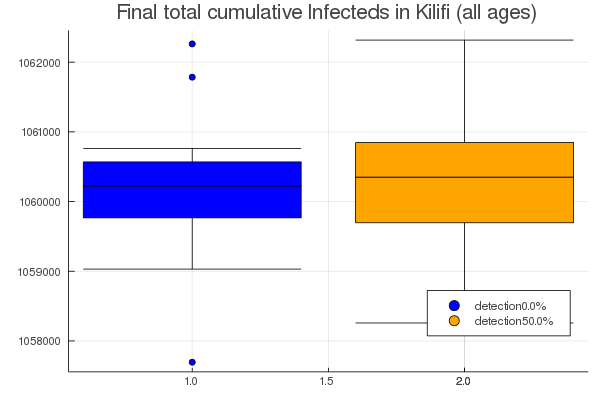 Final total cumulative Infecteds in Kilifi (all ages)
1062000
1061000
1060000
1059000
1058000
detection0.0%
detection50.0%
1.0
1.5
2.0